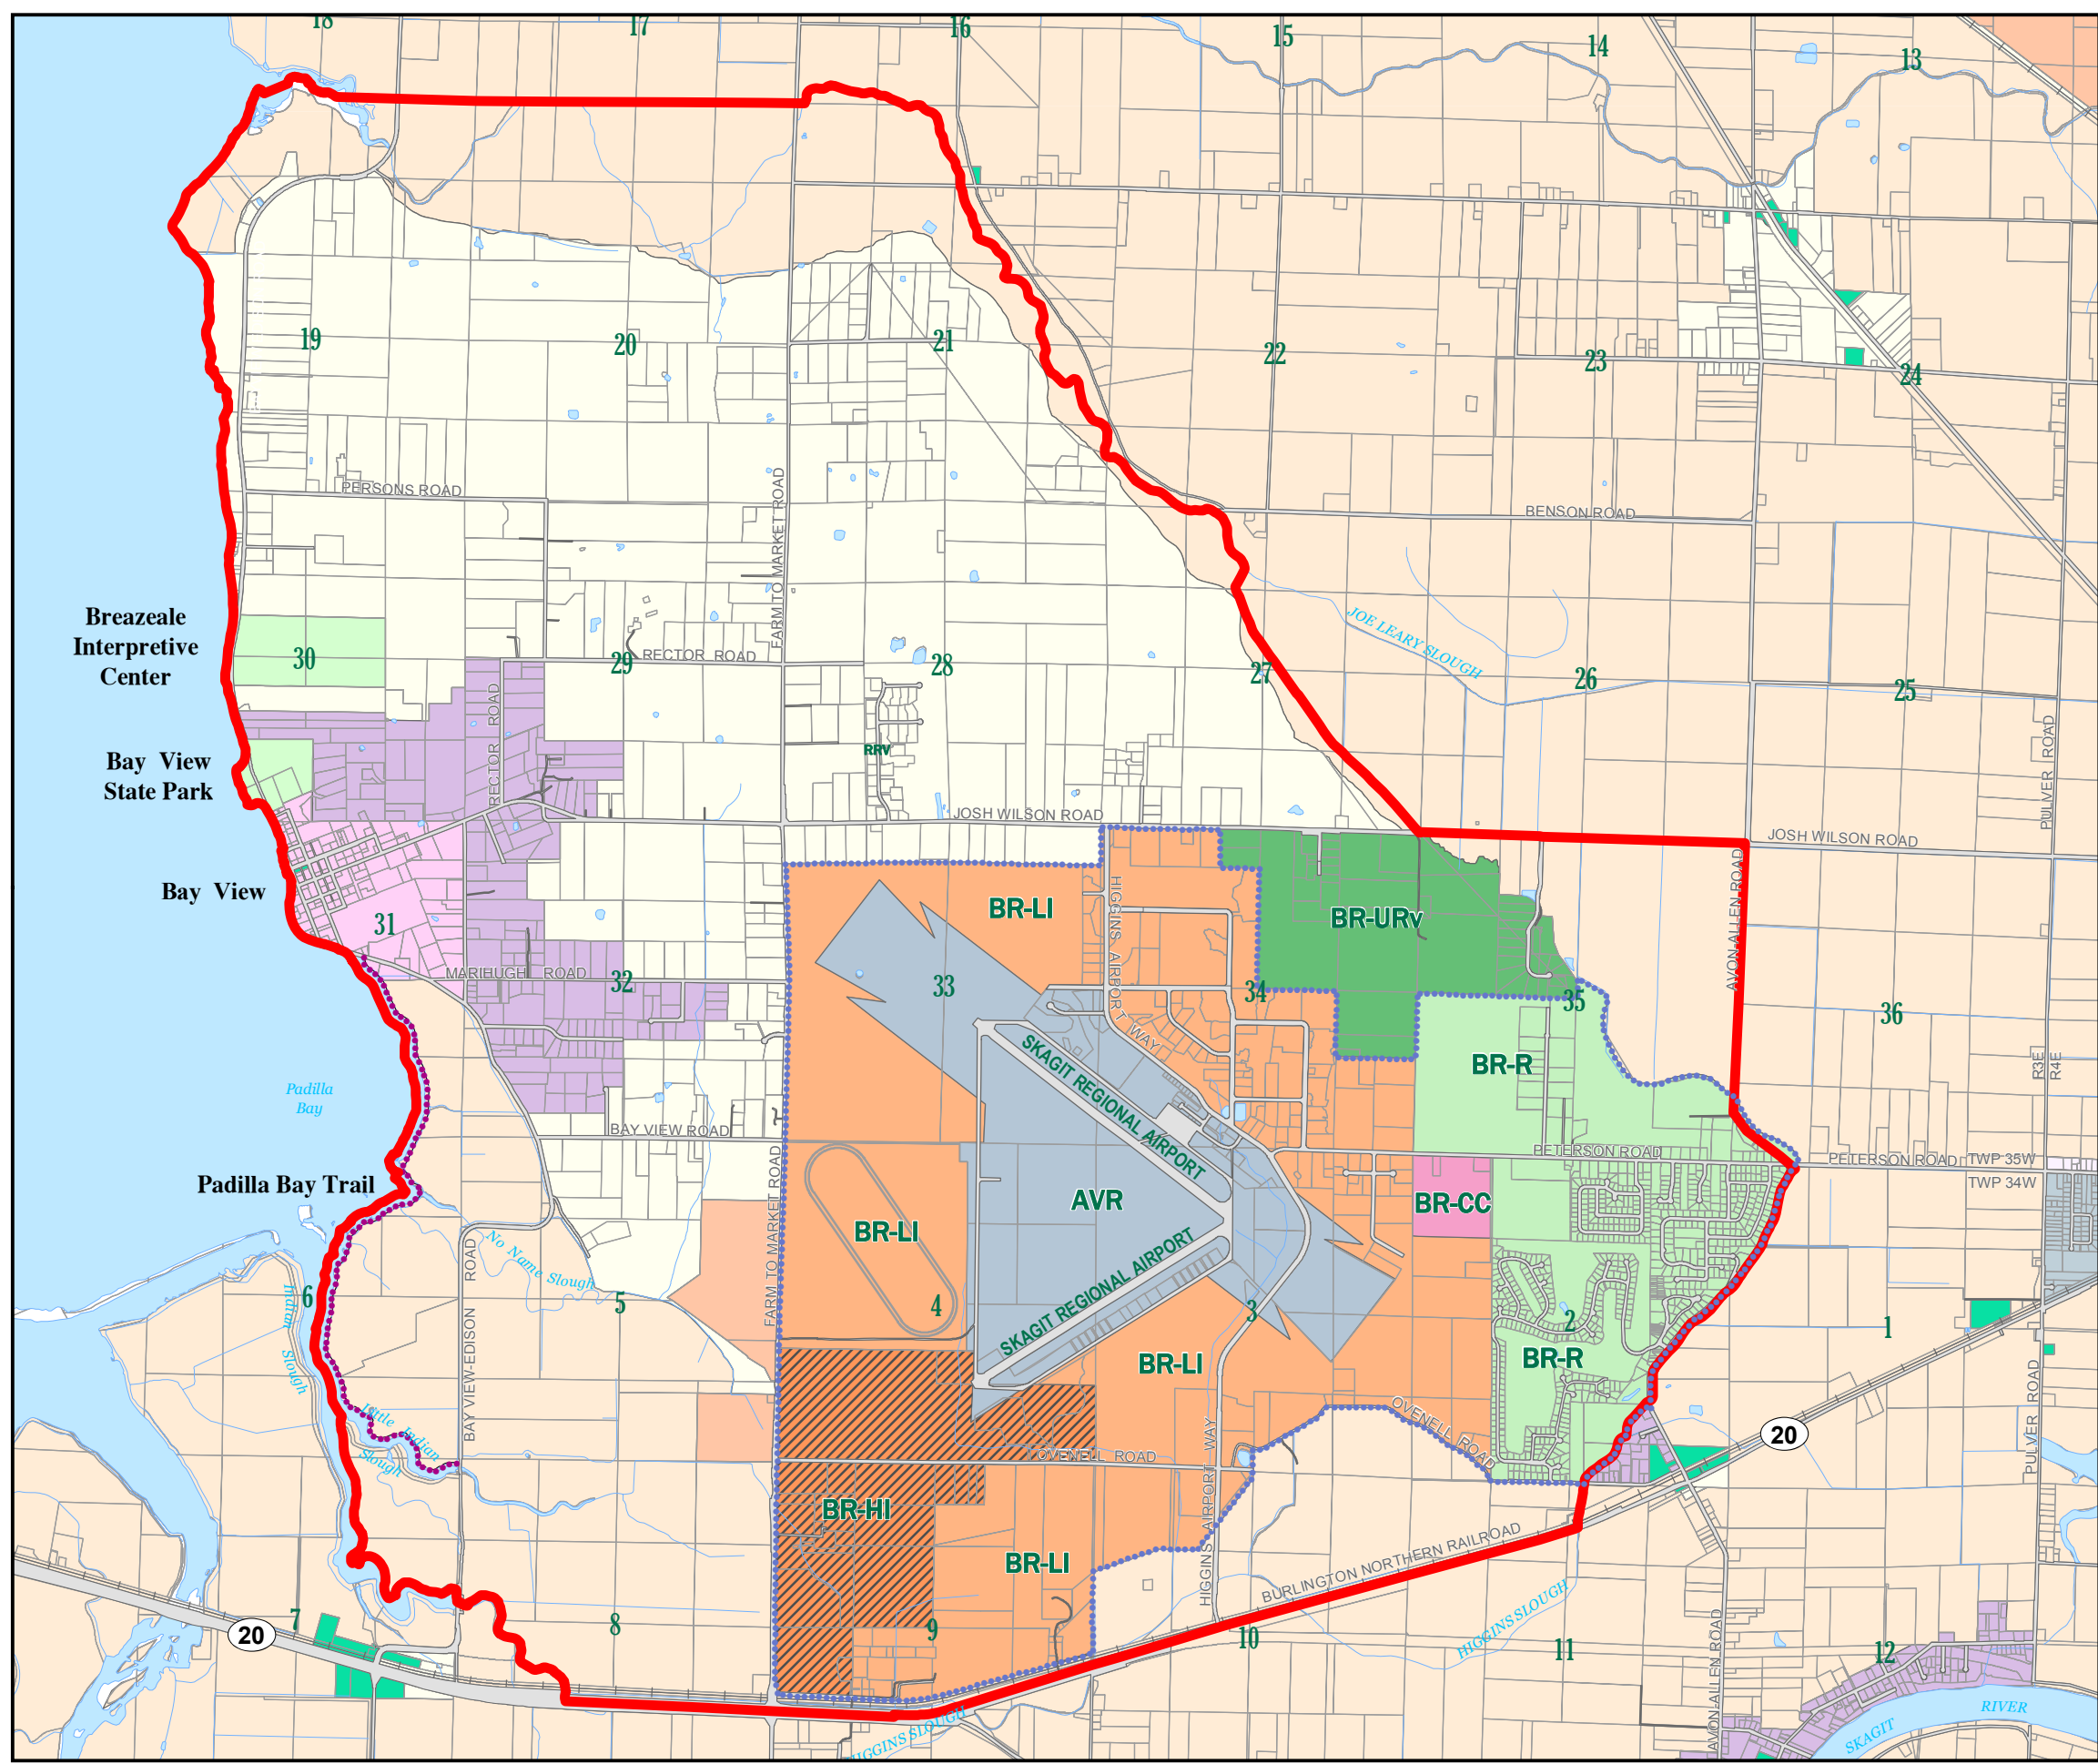 18
17
16
15
14
13
19
20
21
22
23
24
PERSONS ROAD
FARM TO MARKET ROAD
BENSON ROAD
Breazeale
Interpretive
Center
30
29
RECTOR ROAD
28
27
JOE LEARY SLOUGH
26
25
RECTOR ROAD
RRV
PULVER ROAD
Bay View
State Park
JOSH WILSON ROAD
JOSH WILSON ROAD
Bay View
31
BR-LI
HIGGINS AIRPORT WAY
BR-URv
AVON-ALLEN ROAD
MARIHUGH ROAD
32
33
34
35
36
SKAGIT REGIONAL AIRPORT
BR-R
R3E
R4E
Padilla
Bay
BAY VIEW ROAD
PETERSON ROAD
PETERSON ROAD
TWP 35W
TWP 34W
Padilla Bay Trail
AVR
BR-CC
BR-LI
FARM TO MARKET ROAD
No Name Slough
BAY VIEW-EDISON ROAD
SKAGIT REGIONAL AIRPORT
6
Indian
Slough
5
4
3
2
1
BR-LI
BR-R
OVENELL ROAD
PULVER ROAD
Little Indian
Slough
20
OVENELL ROAD
HIGGINS AIRPORT WAY
BR-HI
BR-LI
BURLINGTON NORTHERN RAILROAD
HIGGINS SLOUGH
7
20
8
9
10
11
12
AVON-ALLEN ROAD
HIGGINS SLOUGH
SKAGIT
RIVER